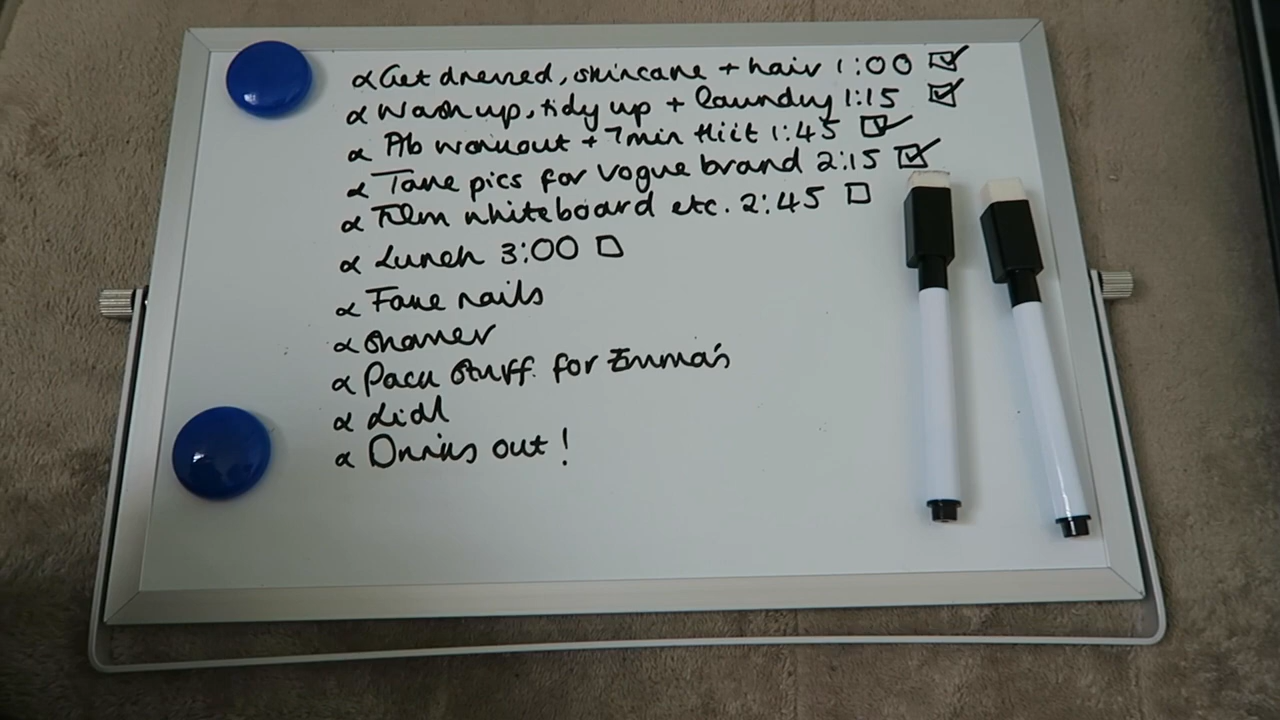 α Get dressed, skincare + hair 1:00 ☑
α Wash up, tidy up + laundry 1:15 ☑
α Ab workout + 7min Hiit 1:45 ☑
α Take pics for vogue brand 2:15 ☑
α Film whiteboard etc. 2:45 ☐
α Lunch 3:00 ☐
α Fake nails
α Shower
α Pack stuff for Emma's
α Lidl
α Drinks out!